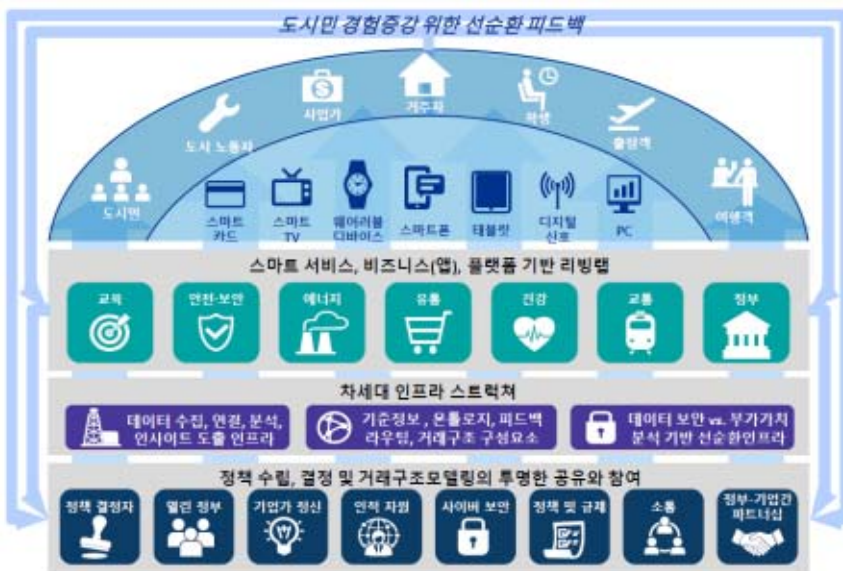 도시민 경험증강 위한 선순환 피드백
도시민
도시 노동자
사업가
거주자
학생
출장객
여행객
스마트
카드
스마트
TV
웨어러블
디바이스
스마트폰
태블릿
디지털
신호
PC
스마트 서비스, 비즈니스(앱), 플랫폼 기반 리빙랩
교육
안전·보안
에너지
유통
건강
교통
정부
차세대 인프라 스트럭쳐
데이터 수집, 연결, 분석,
인사이트 도출 인프라
기준정보, 온톨로지, 피드백
라우팅, 거래구조 구성요소
데이터 보안 vs. 부가가치
분석 기반 선순환인프라
정책 수립, 결정 및 거래구조모델링의 투명한 공유와 참여
정책 결정자
열린 정부
기업가 정신
인적 자원
사이버 보안
정책 및 규제
소통
정부-기업간
파트너십